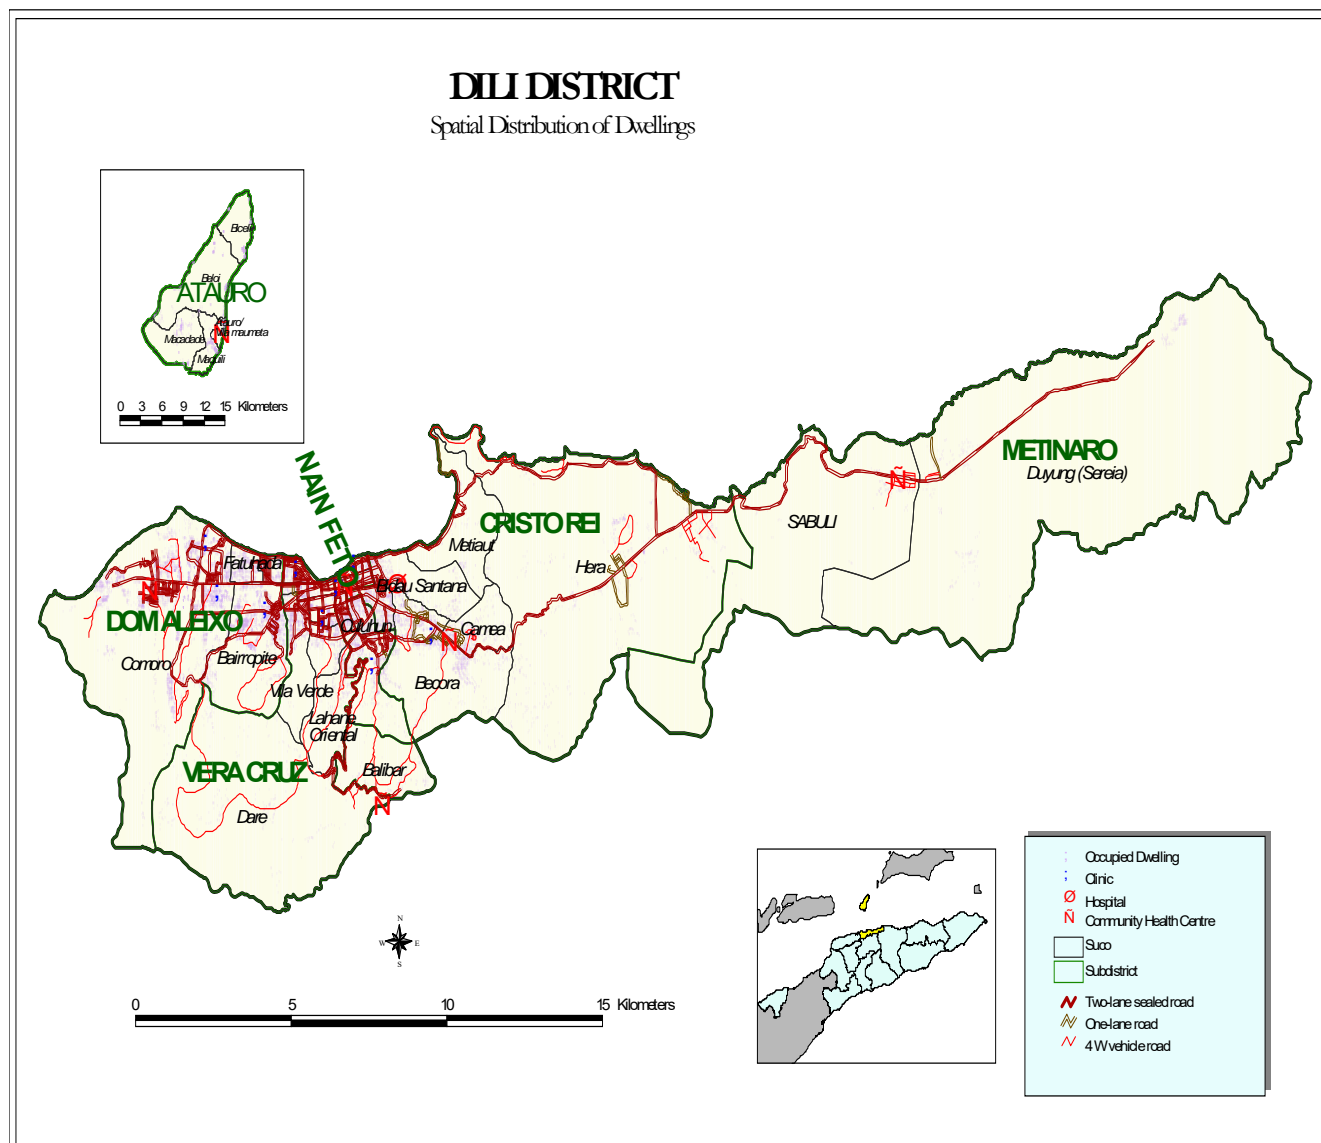 DILI DISTRICT
Spatial Distribution of Dwellings
Biceli
Beloi
ATAURO
Atauro/
Vila maumeta
Macadade
Maquili
0 3 6 9 12 15 Kilometers
NAIN FETO
METINARO
Duyung (Sereia)
CRISTO REI
SABULI
Metiaut
Hera
Fatuhada
Bidau Santana
DOM ALEIXO
Culuhun
Camea
Comoro
Bairropite
Vila Verde
Becora
Lahane
Oriental
VERA CRUZ
Balibar
Dare
N
W E
S
0 5 10 15 Kilometers
Occupied Dwelling
Clinic
Ø Hospital
Ñ Community Health Centre
Suco
Subdistrict
Two-lane sealed road
One-lane road
4 W vehicle road